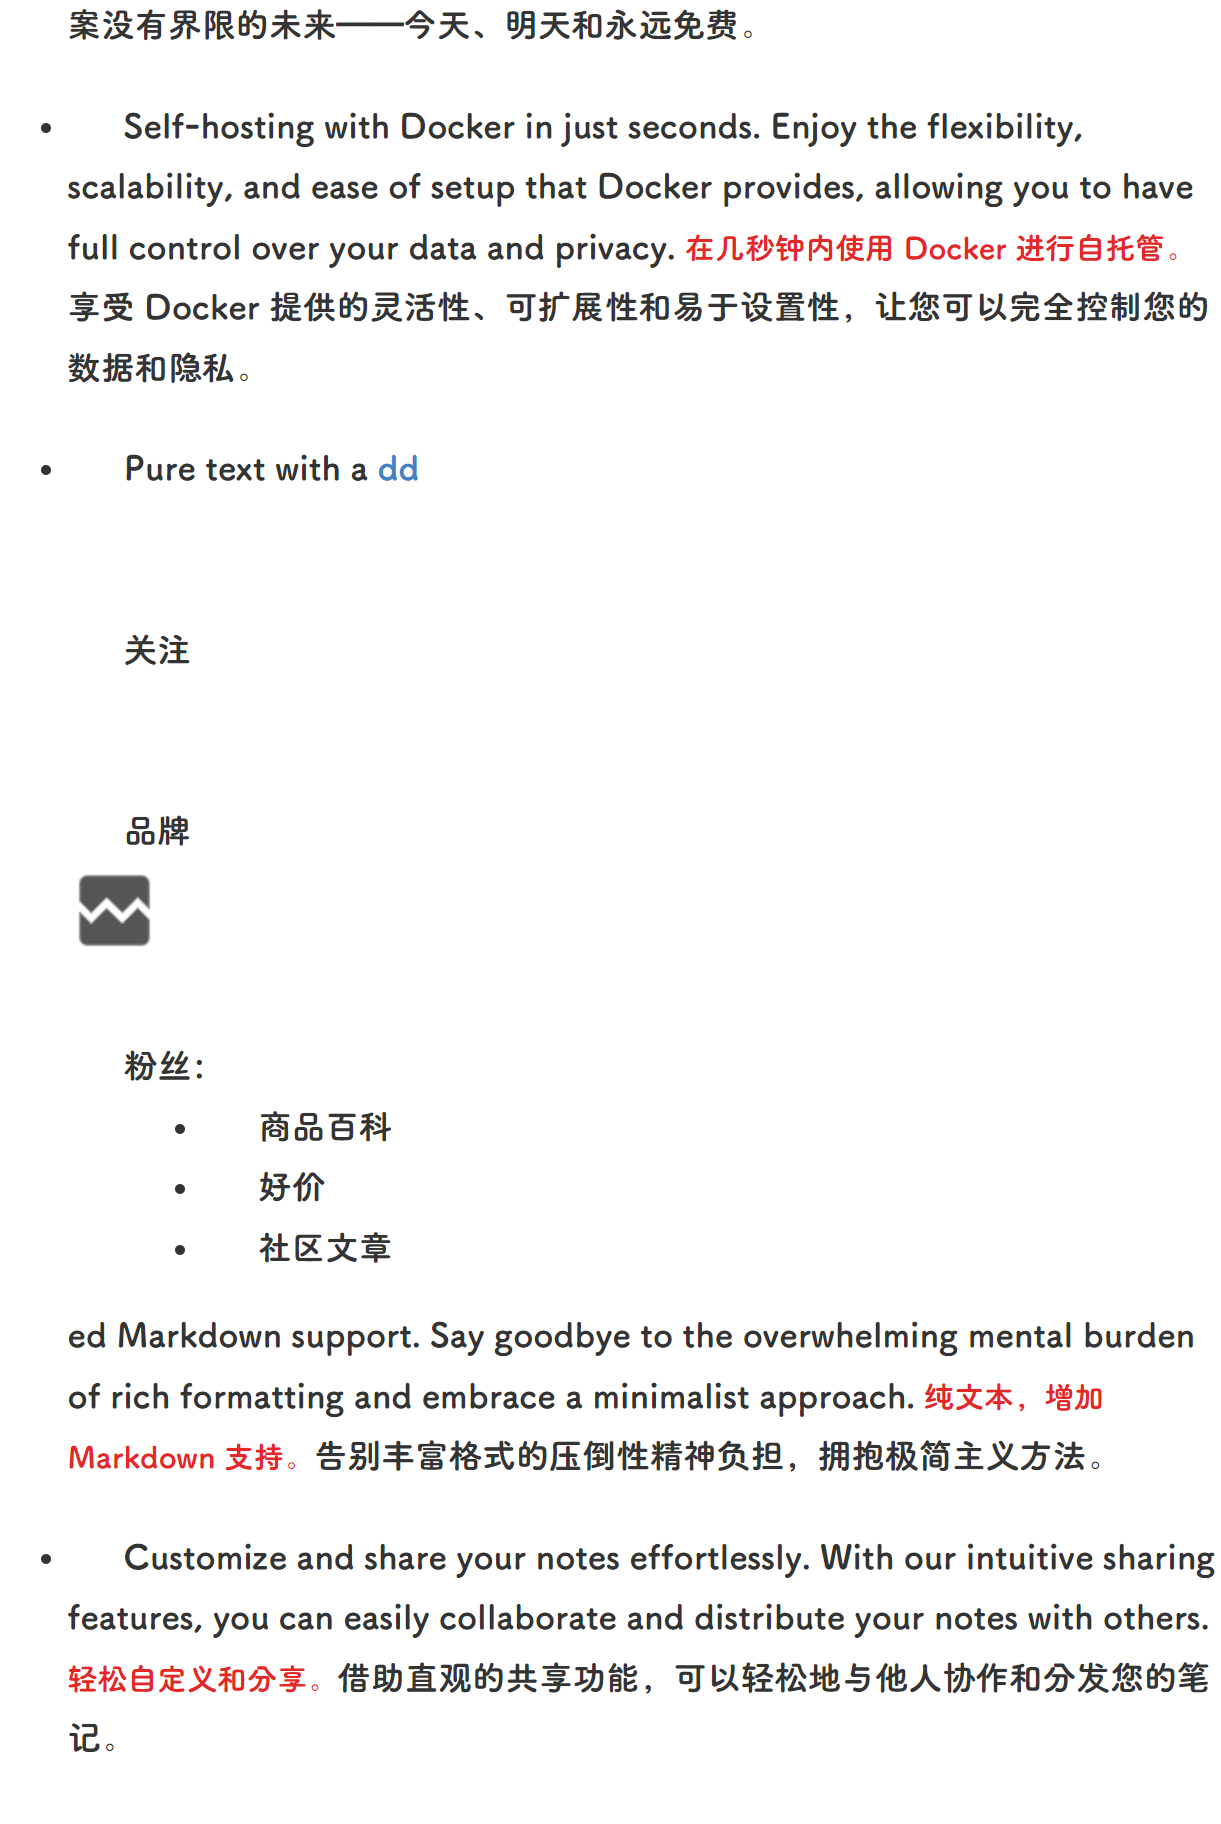 案没有界限的未来——今天、明天和永远免费。
Self-hosting with Docker in just seconds. Enjoy the flexibility,
scalability, and ease of setup that Docker provides, allowing you to have
full control over your data and privacy. 在几秒钟内使用 Docker 进行自托管。
享受 Docker 提供的灵活性、可扩展性和易于设置性，让您可以完全控制您的
数据和隐私。
Pure text with a dd
关注
品牌
粉丝：
商品百科
好价
社区文章
ed Markdown support. Say goodbye to the overwhelming mental burden
of rich formatting and embrace a minimalist approach. 纯文本，增加
Markdown 支持。告别丰富格式的压倒性精神负担，拥抱极简主义方法。
Customize and share your notes effortlessly. With our intuitive sharing
features, you can easily collaborate and distribute your notes with others.
轻松自定义和分享。借助直观的共享功能，可以轻松地与他人协作和分发您的笔
记。